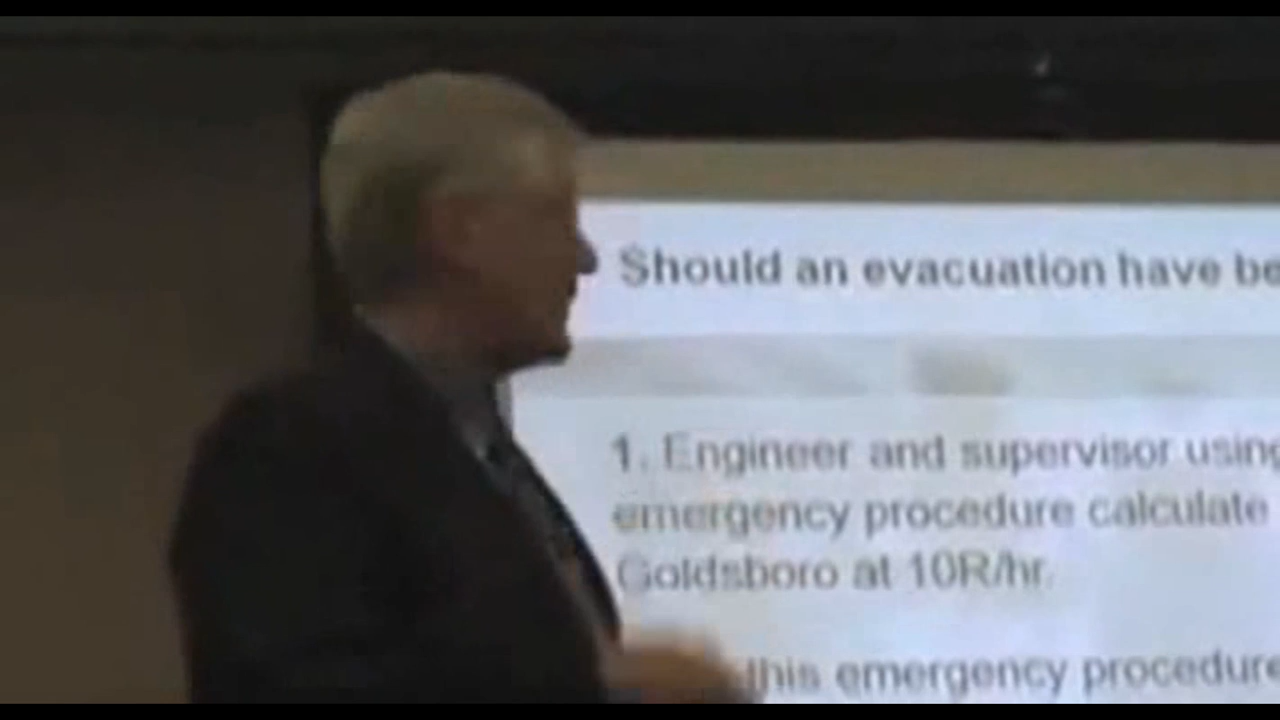 Should an evacuation have be
1. Engineer and supervisor using
emergency procedure calculate
Goldsboro at 10R/hr.
this emergency procedure